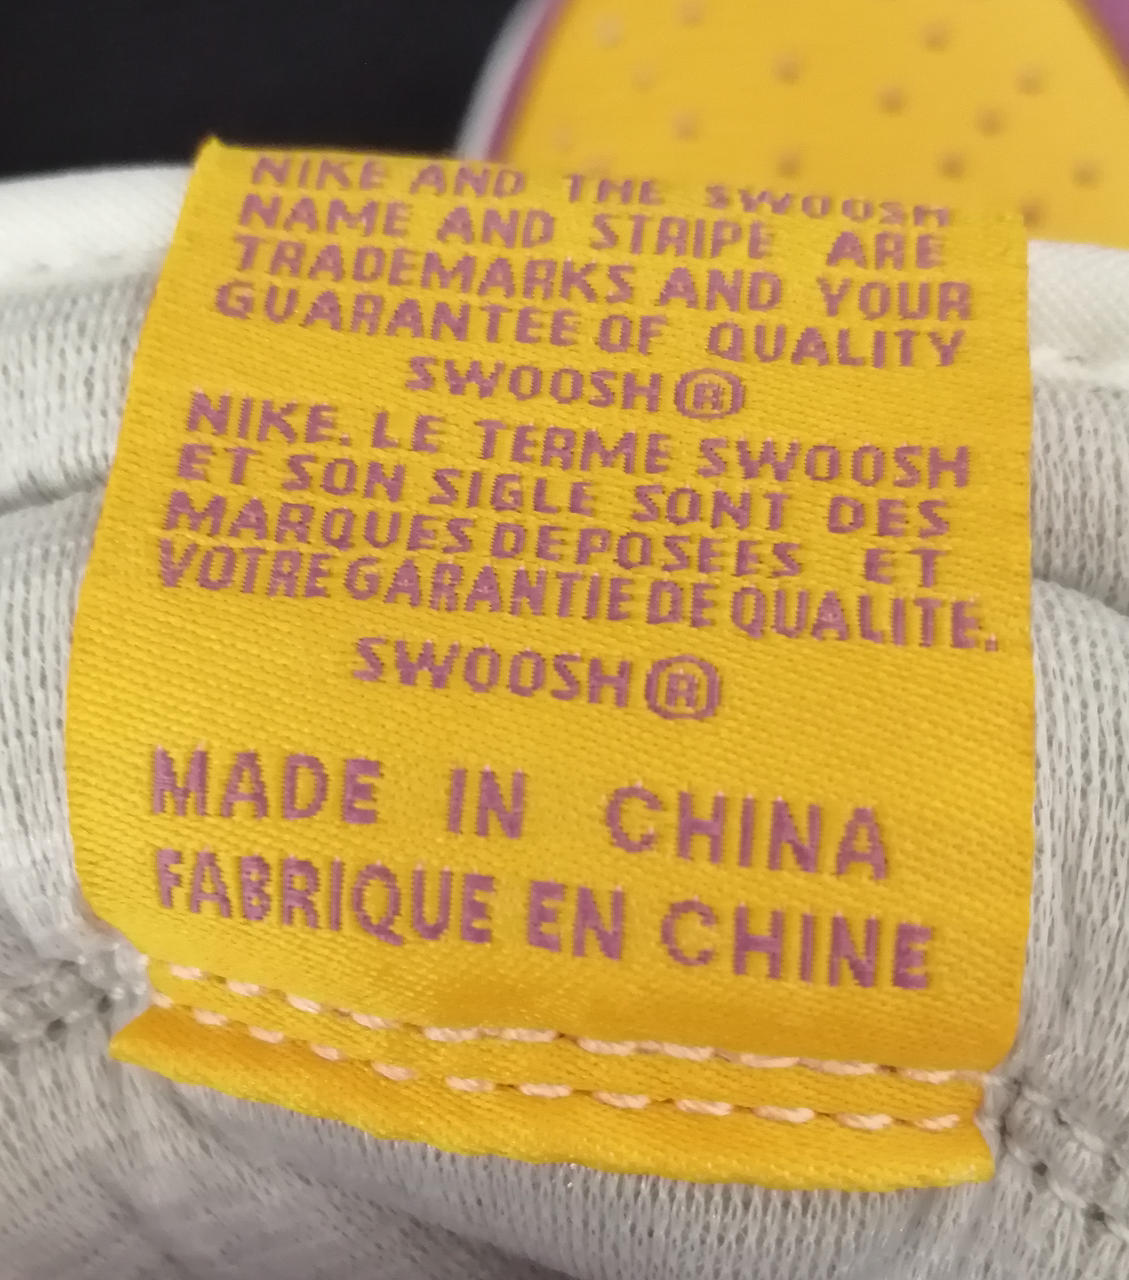 NIKE AND THE SWOOSH
NAME AND STRIPE ARE
TRADEMARKS AND YOUR
GUARANTEE OF QUALITY
SWOOSH®
NIKE. LE TERME SWOOSH
ET SON SIGLE SONT DES
MARQUES DEPOSEES ET
VOTRE GARANTIE DE QUALITE.
SWOOSH®
MADE IN CHINA
FABRIQUE EN CHINE